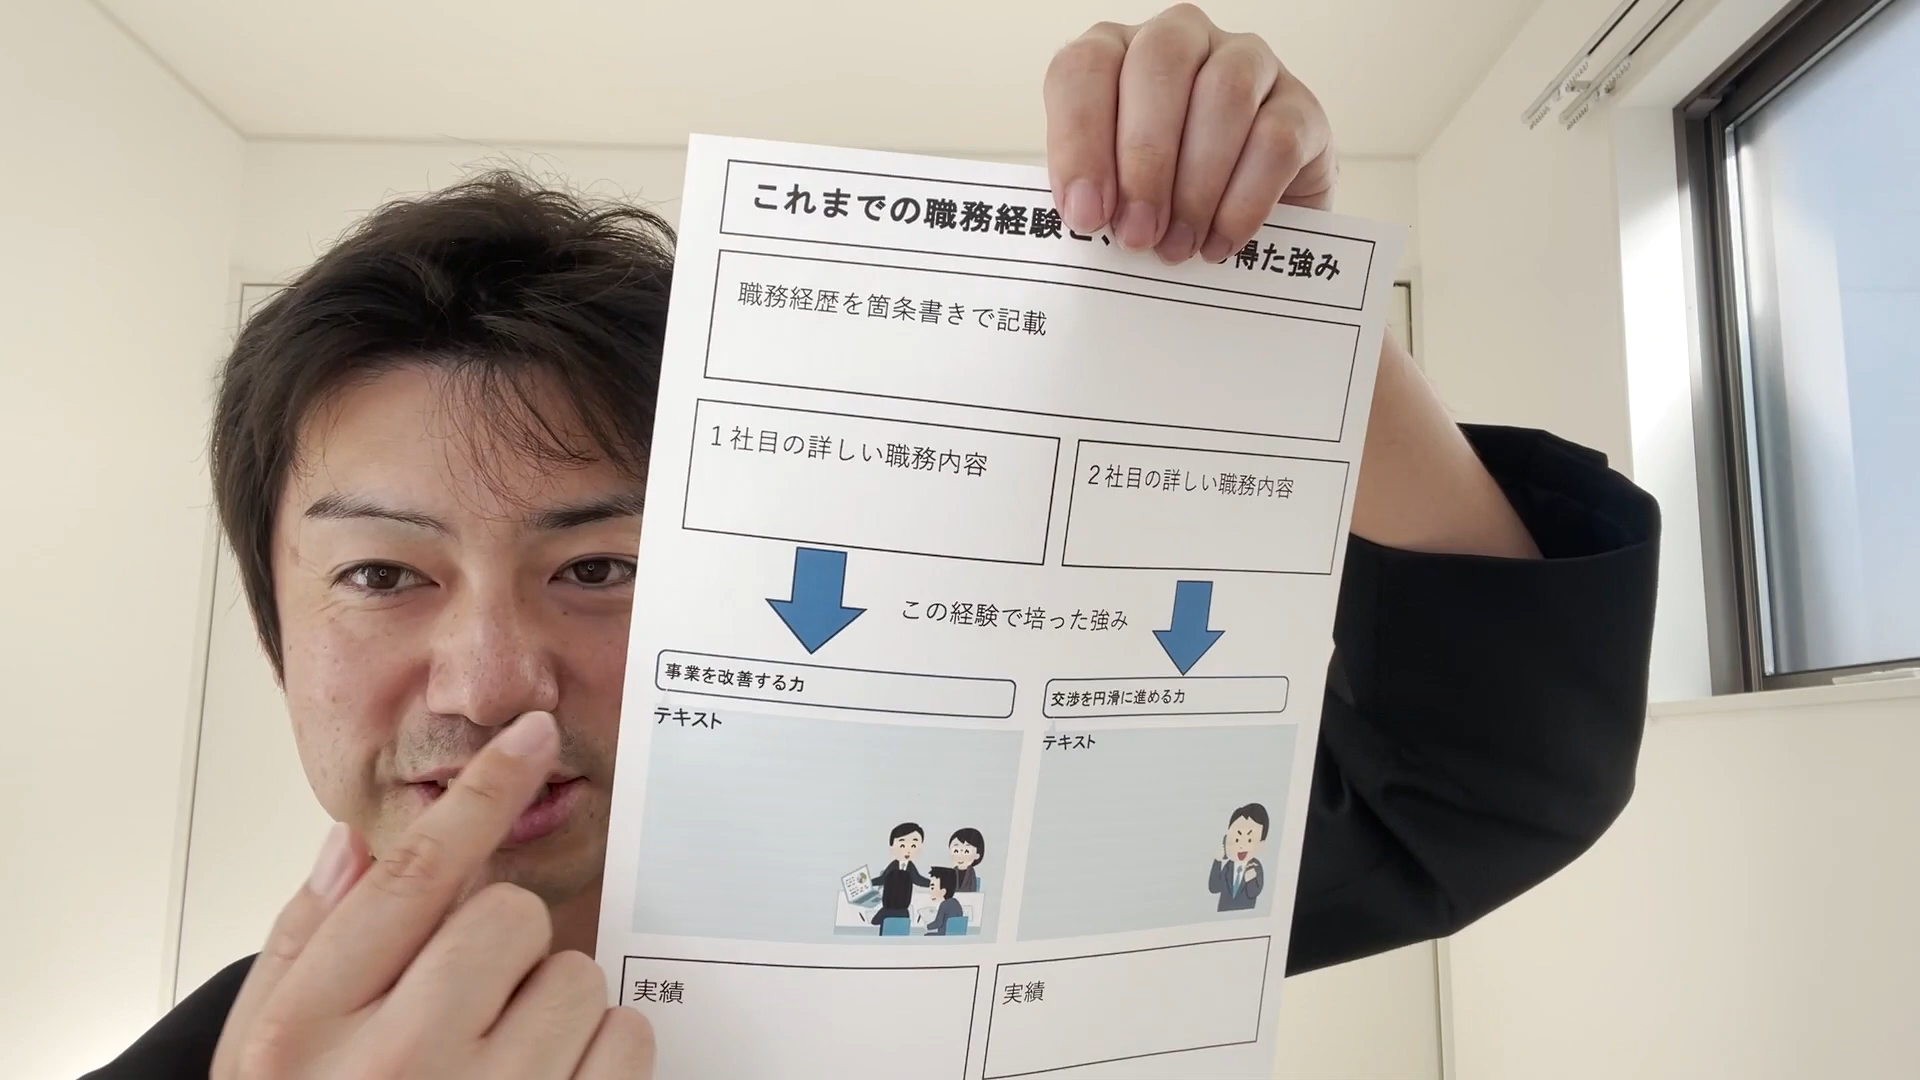 これまでの職務経験と、 得た強み
職務経歴を箇条書きで記載
1社目の詳しい職務内容
2社目の詳しい職務内容
この経験で培った強み
事業を改善する力
交渉を円滑に進める力
テキスト
テキスト
実績
実績